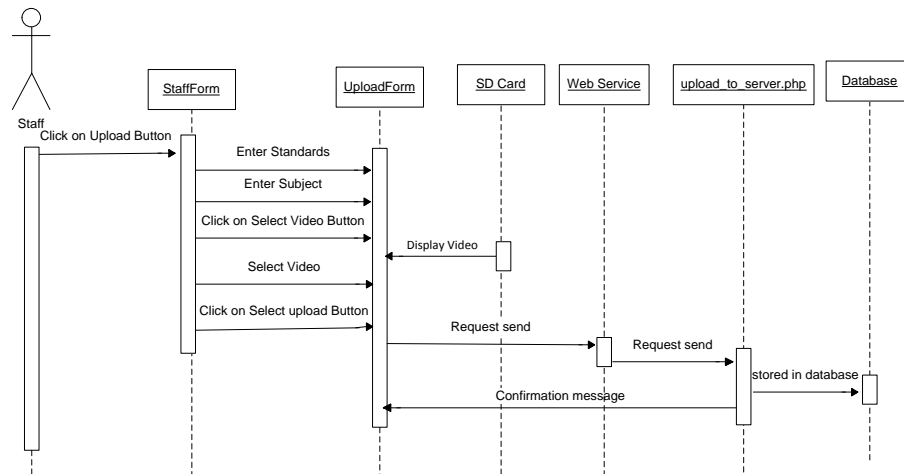 StaffForm
UploadForm
SD Card
Web Service
upload_to_server.php
Database
Staff
Click on Upload Button
Enter Standards
Enter Subject
Click on Select Video Button
Display Video
Select Video
Click on Select upload Button
Request send
Request send
stored in database
Confirmation message